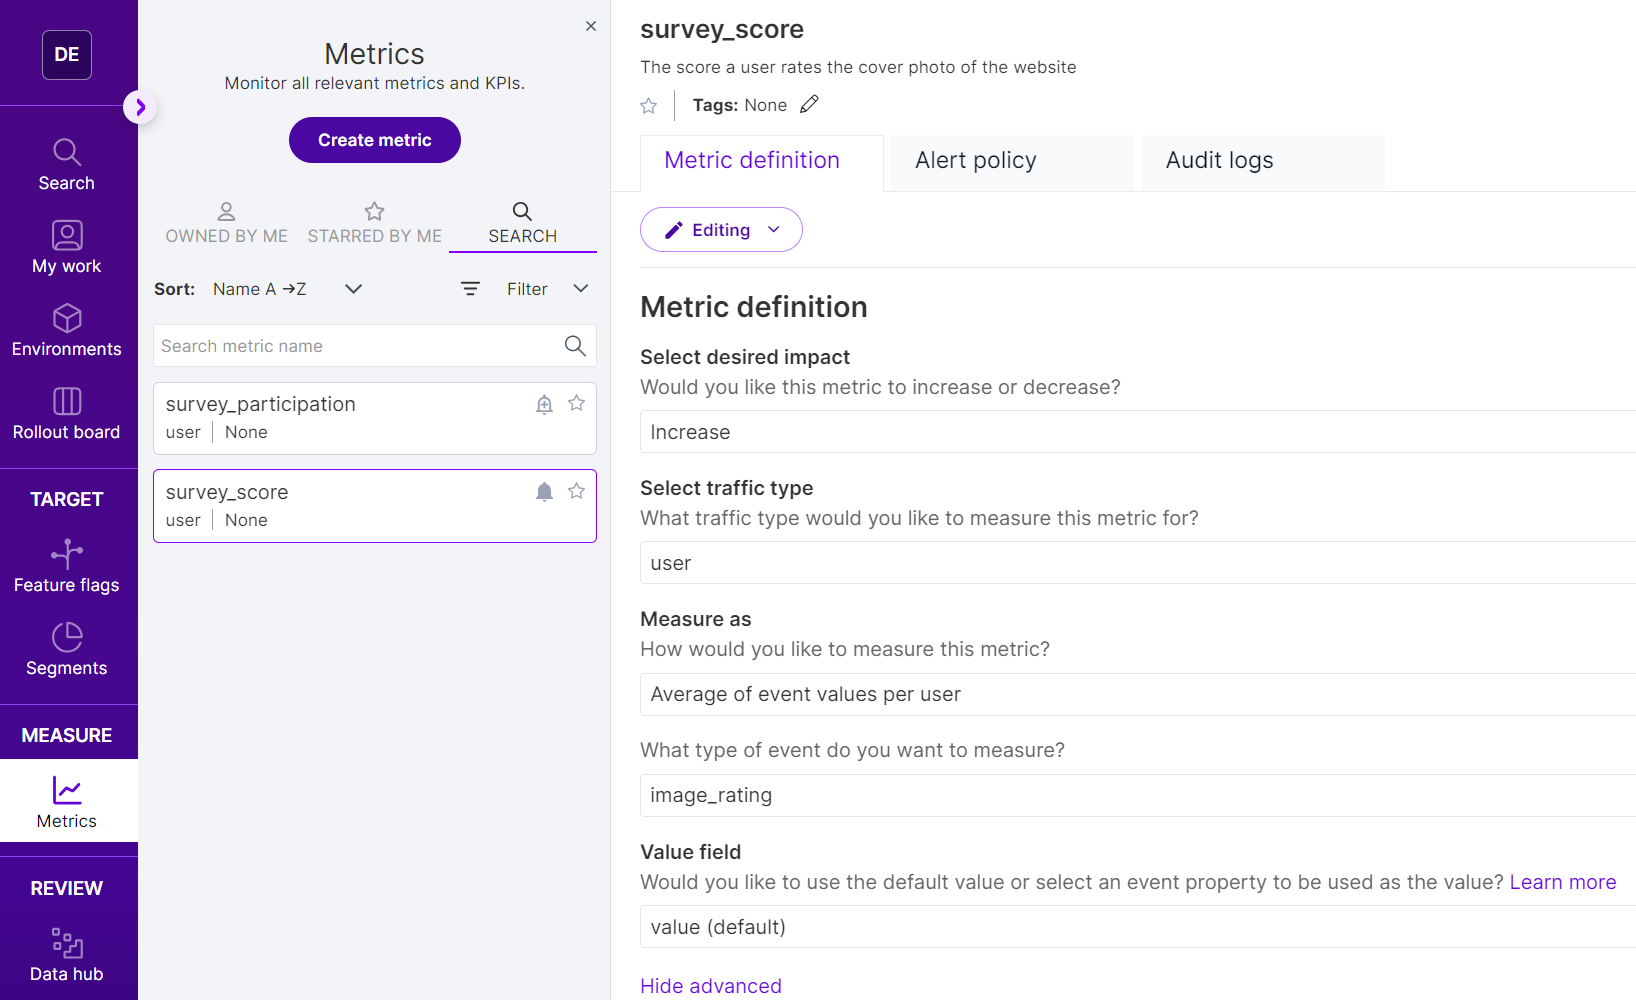 DE
Search
My work
Environments
Rollout board
TARGET
Feature flags
Segments
MEASURE
Metrics
REVIEW
Data hub
Metrics
Monitor all relevant metrics and KPIs.
Create metric
OWNED BY ME STARRED BY ME SEARCH
Sort: Name A → Z Filter
Search metric name
survey_participation
user None
survey_score
user None
survey_score
The score a user rates the cover photo of the website
Tags: None
Metric definition Alert policy Audit logs
Editing
Metric definition
Select desired impact
Would you like this metric to increase or decrease?
Increase
Select traffic type
What traffic type would you like to measure this metric for?
user
Measure as
How would you like to measure this metric?
Average of event values per user
What type of event do you want to measure?
image_rating
Value field
Would you like to use the default value or select an event property to be used as the value? Learn more
value (default)
Hide advanced